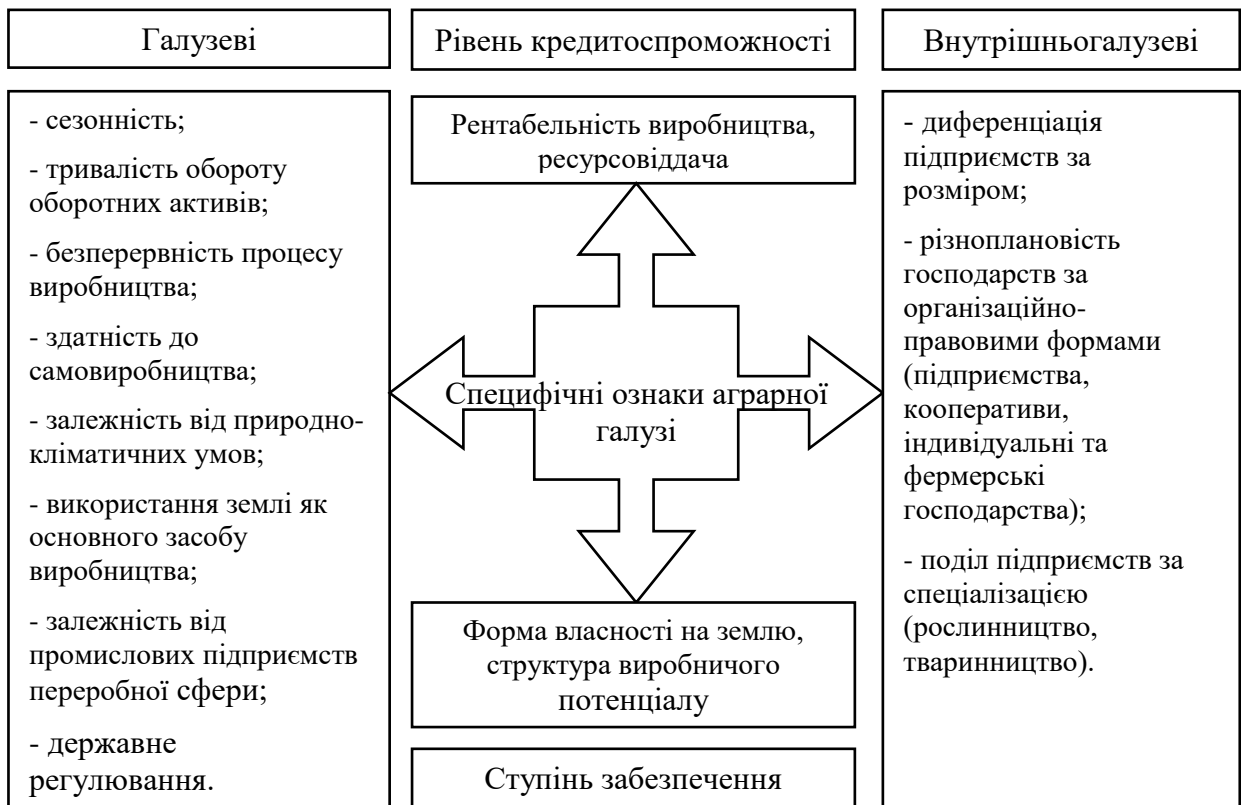 Галузеві
- сезонність;
- тривалість обороту
оборотних активів;
- безперервність процесу
виробництва;
- здатність до
самовиробництва;
- залежність від природно-
кліматичних умов;
- використання землі як
основного засобу
виробництва;
- залежність від
промислових підприємств
переробної сфери;
- державне
регулювання.
Рівень кредитоспроможності
Рентабельність виробництва,
ресурсовіддача
Специфічні ознаки аграрної
галузі
Форма власності на землю,
структура виробничого
потенціалу
Ступінь забезпечення
Внутрішньогалузеві
- диференціація
підприємств за
розміром;
- різноплановість
господарств за
організаційно-
правовими формами
(підприємства,
кооперативи,
індивідуальні та
фермерські
господарства);
- поділ підприємств за
спеціалізацією
(рослинництво,
тваринництво).